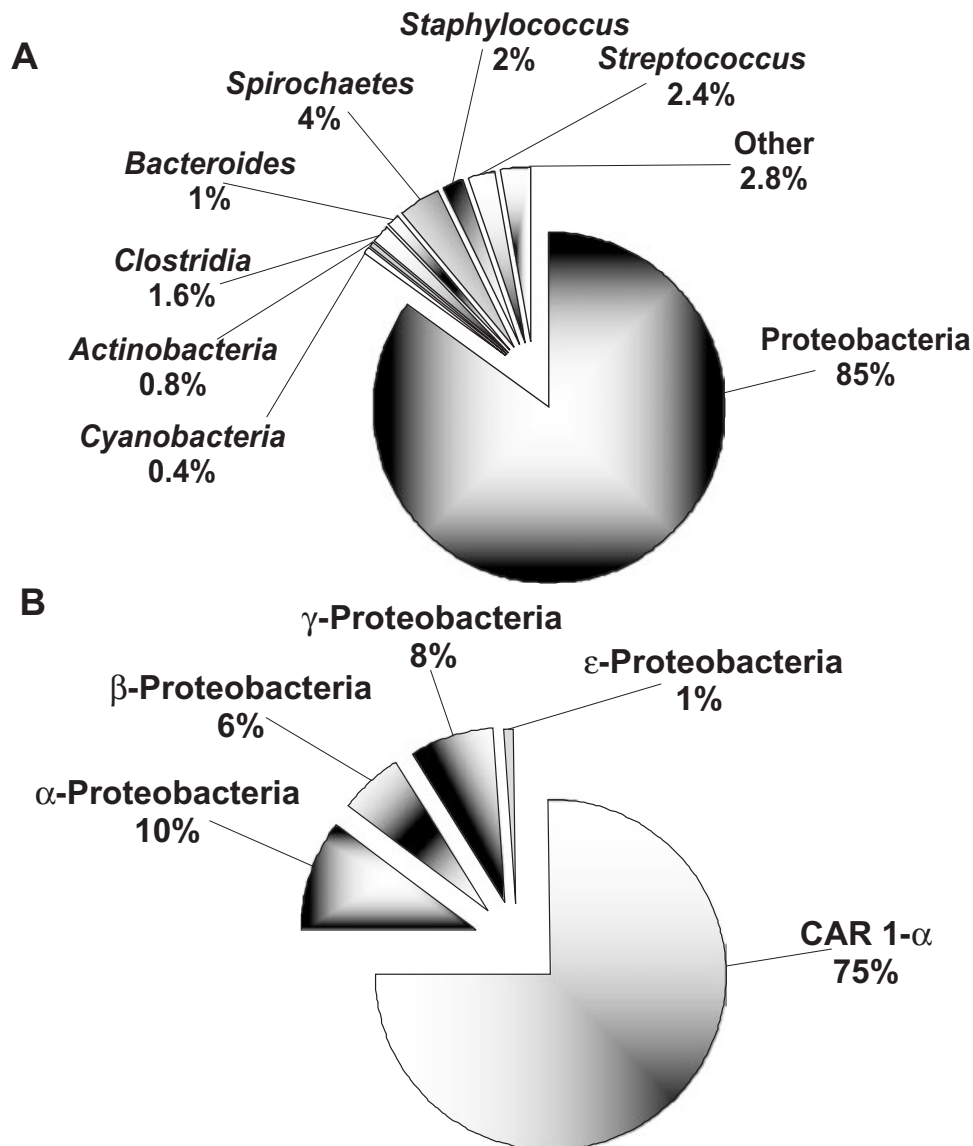 A
Staphylococcus
2%
Streptococcus
2.4%
Spirochaetes
4%
Other
2.8%
Bacteroides
1%
Clostridia
1.6%
Actinobacteria
0.8%
Cyanobacteria
0.4%
Proteobacteria
85%
B
γ-Proteobacteria
8%
ε-Proteobacteria
1%
β-Proteobacteria
6%
α-Proteobacteria
10%
CAR 1-α
75%